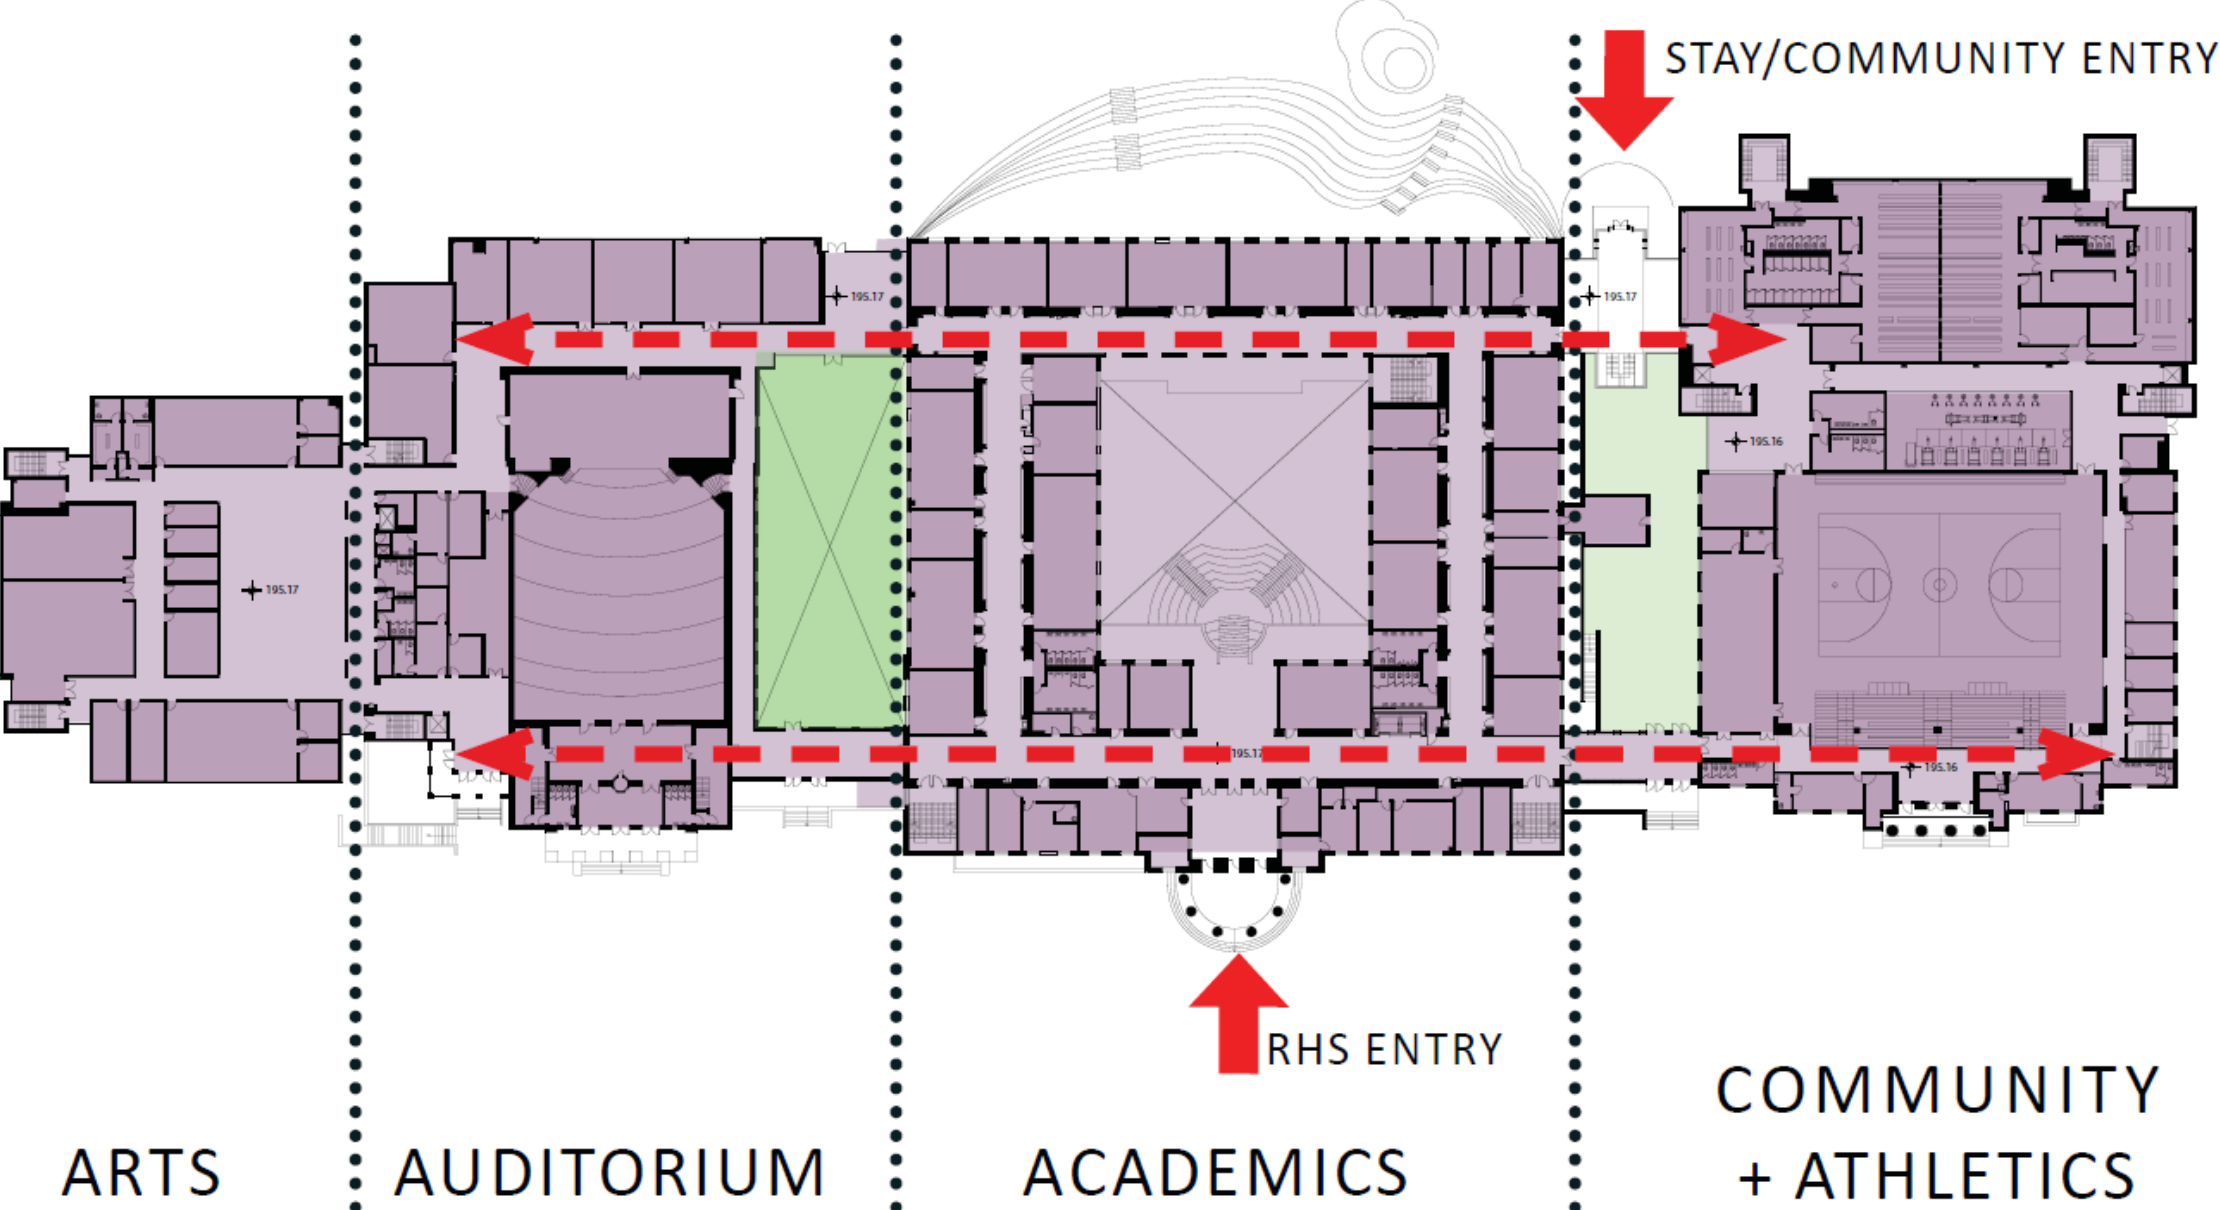 STAY/COMMUNITY ENTRY
195.17
195.17
195.16
195.17
195.17
195.16
RHS ENTRY
COMMUNITY
+ ATHLETICS
ARTS
AUDITORIUM
ACADEMICS